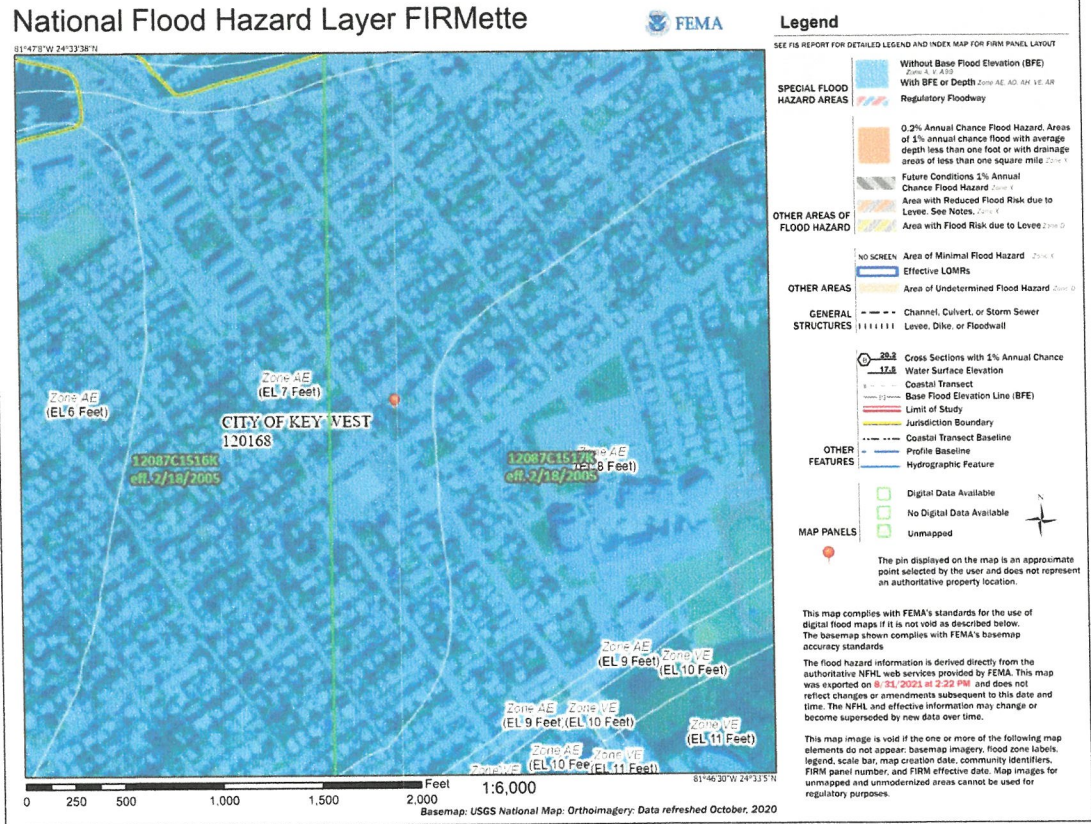 National Flood Hazard Layer FIRMette
FEMA
81°47'8"W 24°33'38"N
Zone AE
(EL 6 Feet)
Zone AE
(EL 7 Feet)
CITY OF KEY WEST
120168
12087C1516K
eff. 2/18/2005
12087C1517K
eff. 2/18/2005
Zone AE
(EL 8 Feet)
Zone AE
(EL 9 Feet)
Zone VE
(EL 10 Feet)
Zone AE
(EL 9 Feet)
Zone VE
(EL 10 Feet)
Zone VE
(EL 11 Feet)
Zone AE
(EL 10 Fee
Zone VE
(EL 11 Feet)
Zone VE
81°46'30"W 24°33'5"N
Feet
1:6,000
0 250 500 1,000 1,500 2,000
Basemap: USGS National Map: Orthoimagery: Data refreshed October, 2020
Legend
SEE FIS REPORT FOR DETAILED LEGEND AND INDEX MAP FOR FIRM PANEL LAYOUT
SPECIAL FLOOD
HAZARD AREAS
Without Base Flood Elevation (BFE)
Zone A, V, A99
With BFE or Depth Zone AE, AO, AH, VE, AR
Regulatory Floodway
OTHER AREAS OF
FLOOD HAZARD
0.2% Annual Chance Flood Hazard, Areas
of 1% annual chance flood with average
depth less than one foot or with drainage
areas of less than one square mile Zone X
Future Conditions 1% Annual
Chance Flood Hazard Zone X
Area with Reduced Flood Risk due to
Levee. See Notes. Zone X
Area with Flood Risk due to Levee Zone D
OTHER AREAS
NO SCREEN Area of Minimal Flood Hazard Zone X
Effective LOMRs
Area of Undetermined Flood Hazard Zone D
GENERAL
STRUCTURES
Channel, Culvert, or Storm Sewer
Levee, Dike, or Floodwall
OTHER
FEATURES
B 20.2 Cross Sections with 1% Annual Chance
17.5 Water Surface Elevation
Coastal Transect
Base Flood Elevation Line (BFE)
Limit of Study
Jurisdiction Boundary
Coastal Transect Baseline
Profile Baseline
Hydrographic Feature
MAP PANELS
Digital Data Available
No Digital Data Available
Unmapped
N
The pin displayed on the map is an approximate
point selected by the user and does not represent
an authoritative property location.
This map complies with FEMA's standards for the use of
digital flood maps if it is not void as described below.
The basemap shown complies with FEMA's basemap
accuracy standards
The flood hazard information is derived directly from the
authoritative NFHL web services provided by FEMA. This map
was exported on 8/31/2021 at 2:22 PM and does not
reflect changes or amendments subsequent to this date and
time. The NFHL and effective information may change or
become superseded by new data over time.
This map image is void if the one or more of the following map
elements do not appear: basemap imagery, flood zone labels,
legend, scale bar, map creation date, community identifiers,
FIRM panel number, and FIRM effective date. Map images for
unmapped and unmodernized areas cannot be used for
regulatory purposes.